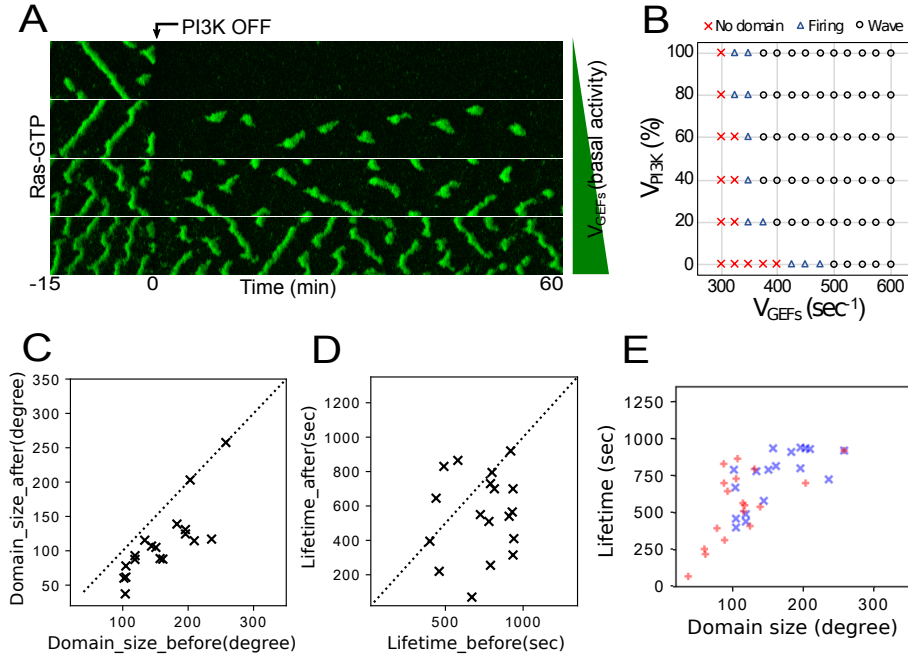 A
PI3K OFF
Ras-GTP
V_GEFs (basal activity)
-15 0 60
Time (min)
B
No domain Firing Wave
V_PI3K (%)
100
80
60
40
20
0
300 400 500 600
V_GEFs (sec⁻¹)
C
Domain_size_after(degree)
350
300
250
200
150
100
50
100 200 300
Domain_size_before(degree)
D
Lifetime_after(sec)
1200
1000
800
600
400
200
500 1000
Lifetime_before(sec)
E
Lifetime (sec)
1250
1000
750
500
250
0
100 200 300
Domain size (degree)